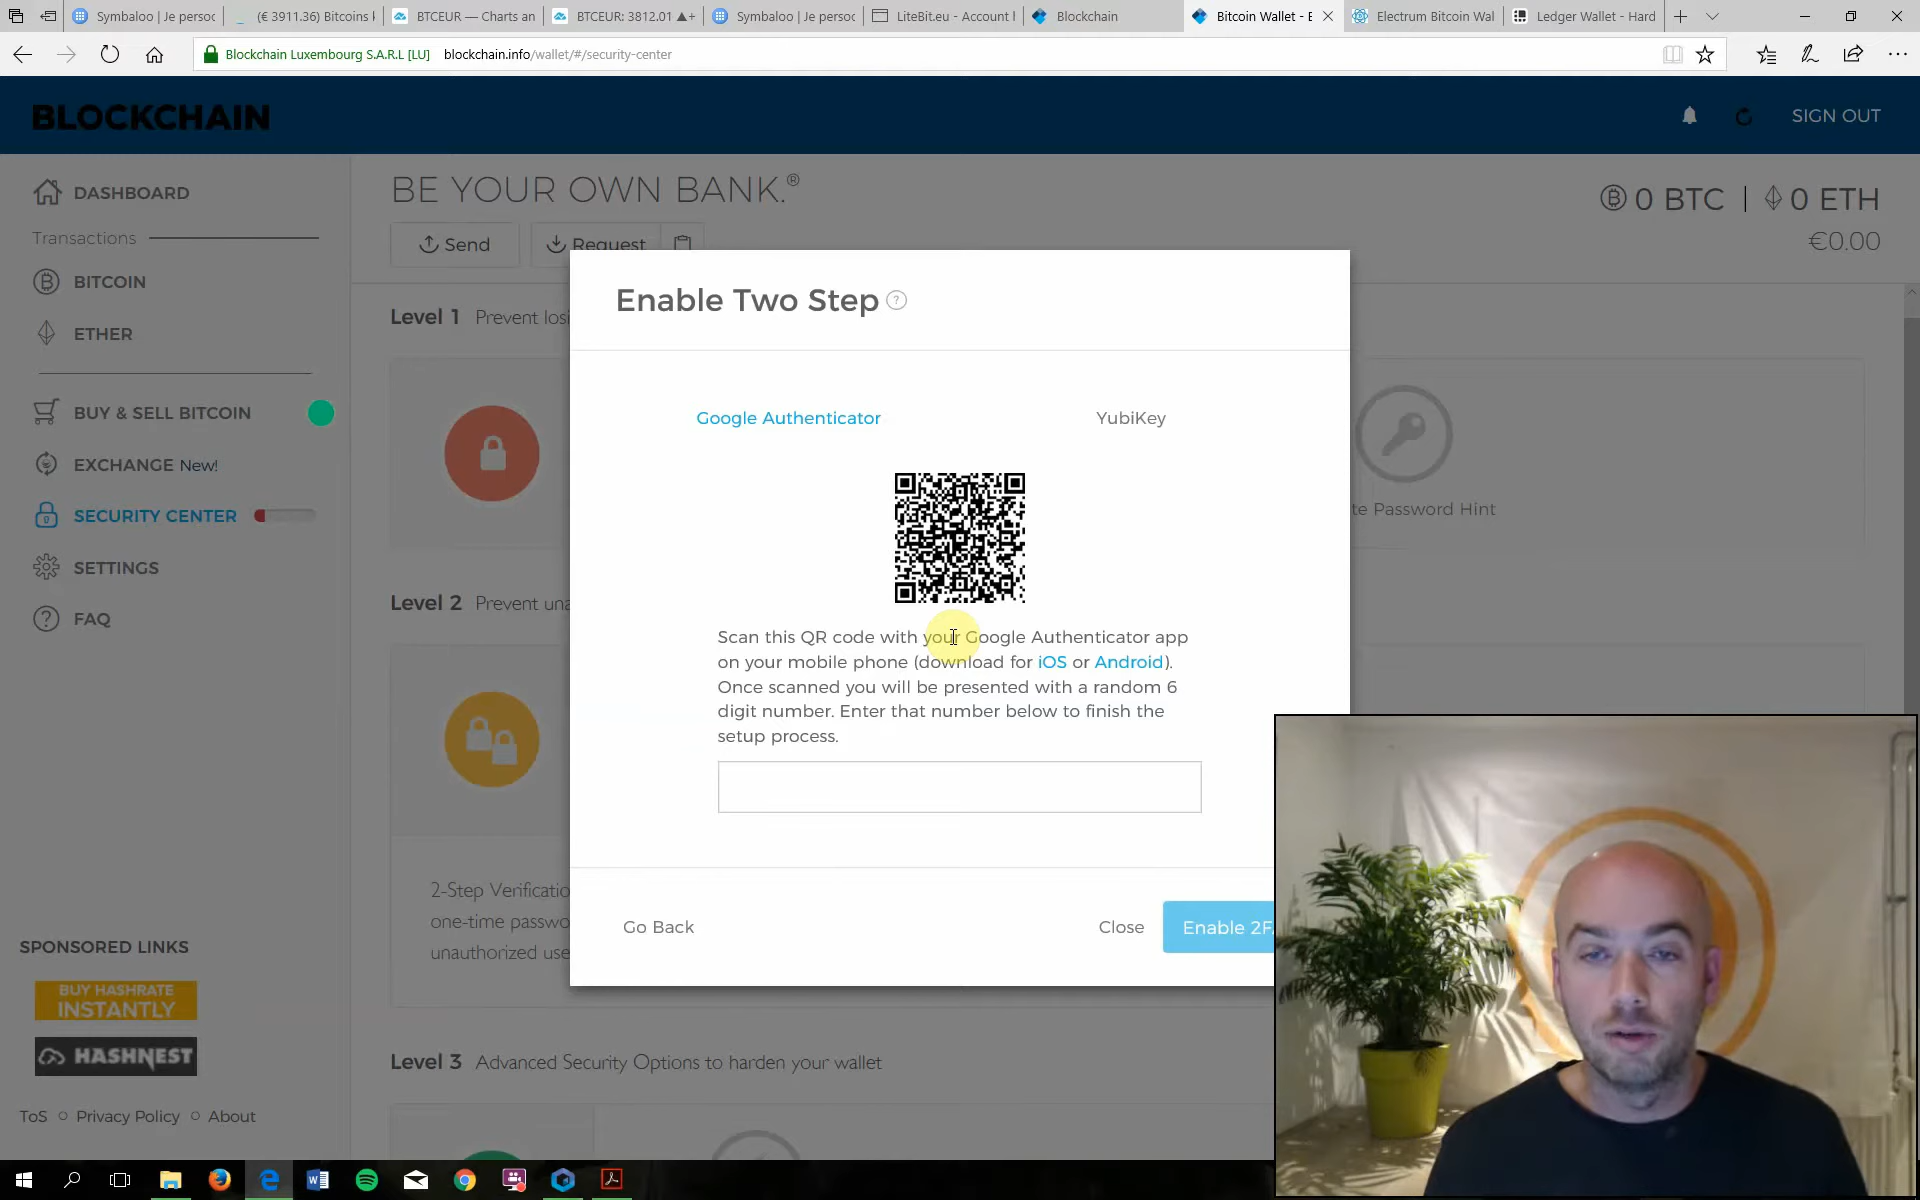 Symbaloo | Je persoc
(€ 3911.36) Bitcoins k
BTCEUR — Charts an
BTCEUR: 3812.01 ▲+
Symbaloo | Je persoc
LiteBit.eu - Account l
Blockchain
Bitcoin Wallet - E
Electrum Bitcoin Wal
Ledger Wallet - Hard
Blockchain Luxembourg S.A.R.L [LU]
blockchain.info/wallet/#/security-center
BLOCKCHAIN
SIGN OUT
DASHBOARD
Transactions
BITCOIN
ETHER
BUY & SELL BITCOIN
EXCHANGE New!
SECURITY CENTER
SETTINGS
FAQ
SPONSORED LINKS
BUY HASHRATE
INSTANTLY
HASHNEST
ToS Privacy Policy About
BE YOUR OWN BANK.®
0 BTC | 0 ETH
€0.00
Send
Request
Level 1 Prevent losi
te Password Hint
Level 2 Prevent una
2-Step Verificatio
one-time passwo
unauthorized use
Level 3 Advanced Security Options to harden your wallet
Enable Two Step ?
Google Authenticator
YubiKey
Scan this QR code with your Google Authenticator app
on your mobile phone (download for iOS or Android).
Once scanned you will be presented with a random 6
digit number. Enter that number below to finish the
setup process.
Go Back
Close
Enable 2FA